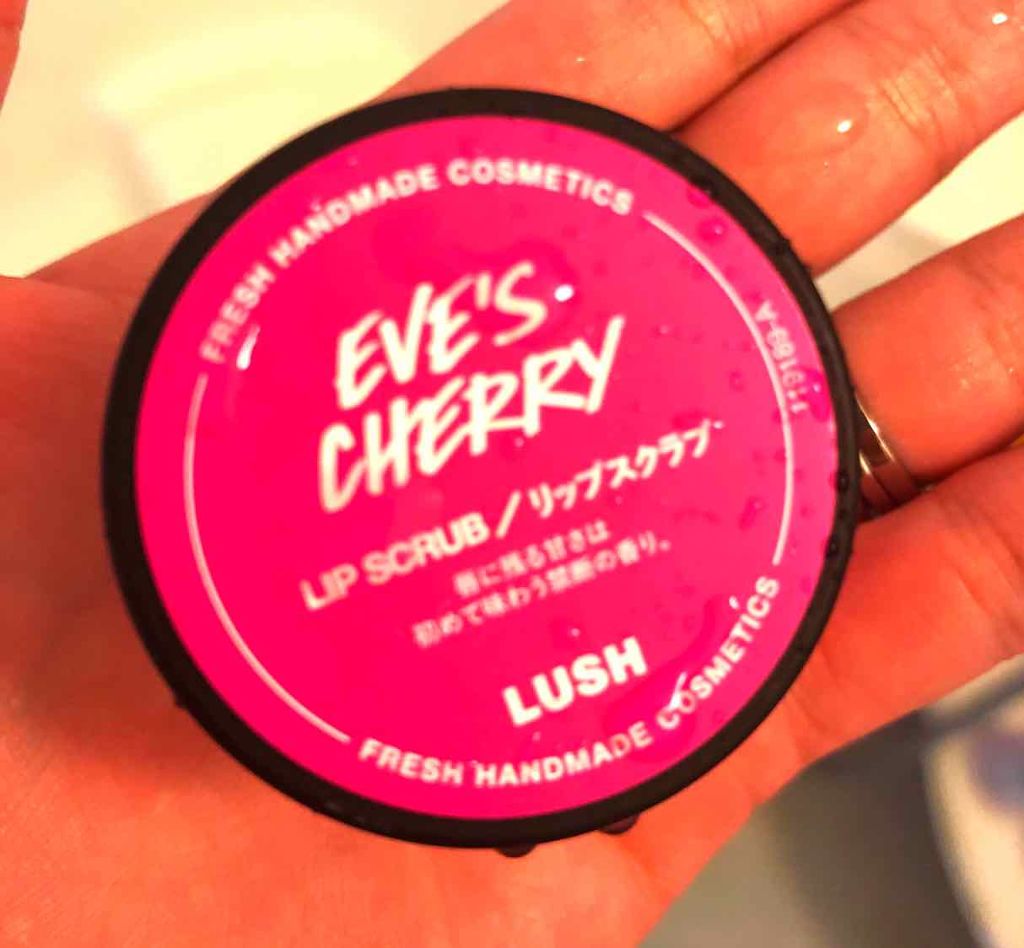 FRESH HANDMADE COSMETICS
EVE'S
CHERRY
LIP SCRUB/リップスクラブ
唇に残る甘さは
初めて味わう禁断の香り。
LUSH
FRESH HANDMADE COSMETICS